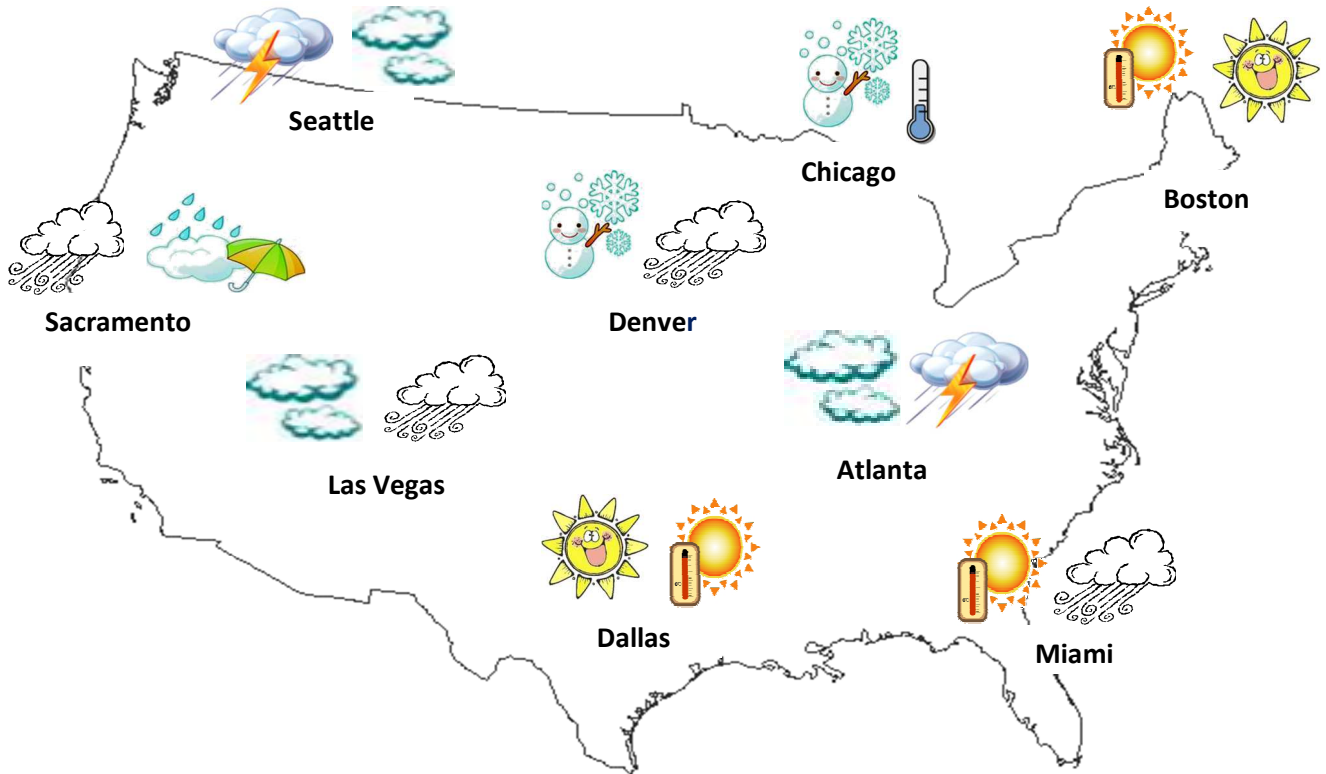 Seattle
Chicago
Boston
Sacramento
Denver
Las Vegas
Atlanta
Dallas
Miami